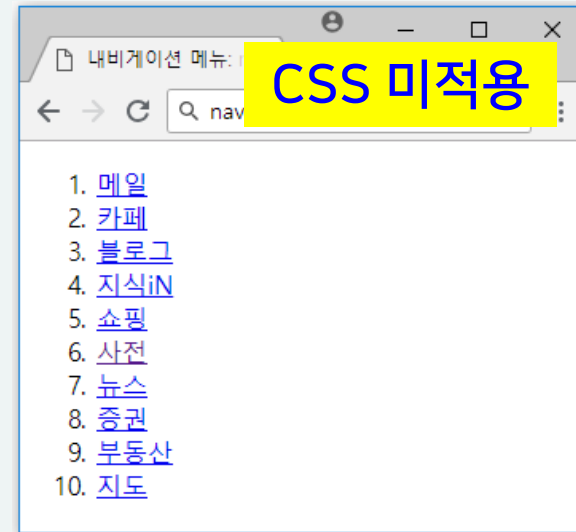 내비게이션 메뉴:
CSS 미적용
nav
1. 메일
2. 카페
3. 블로그
4. 지식iN
5. 쇼핑
6. 사전
7. 뉴스
8. 증권
9. 부동산
10. 지도